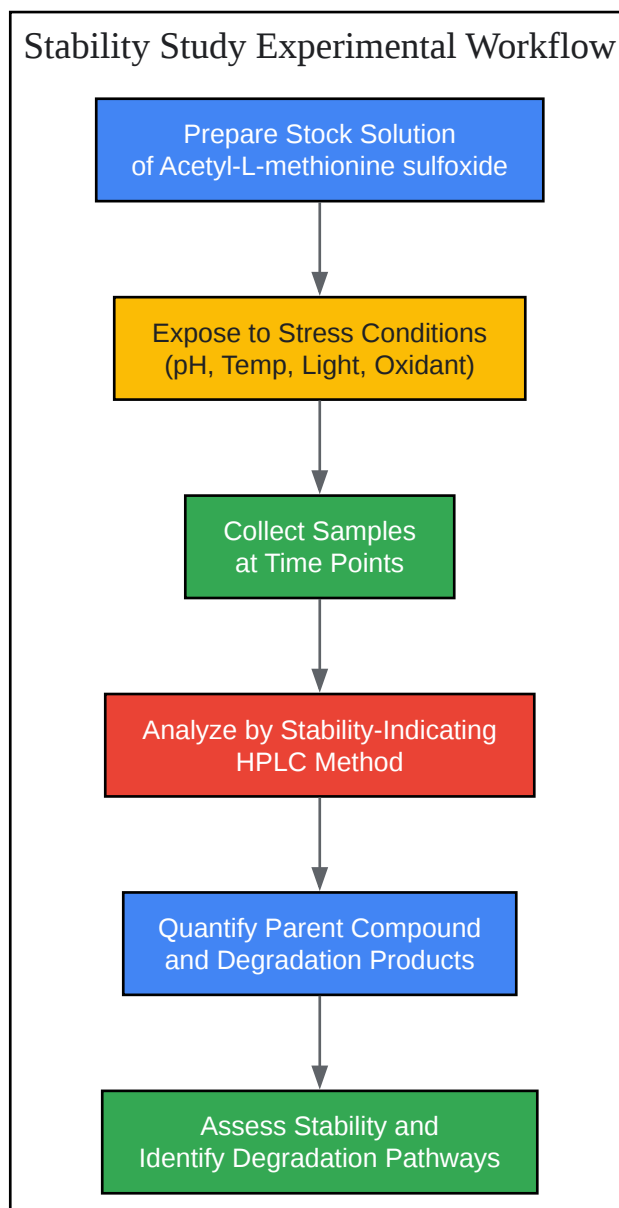 Stability Study Experimental Workflow
Prepare Stock Solution
of Acetyl-L-methionine sulfoxide
Expose to Stress Conditions
(pH, Temp, Light, Oxidant)
Collect Samples
at Time Points
Analyze by Stability-Indicating
HPLC Method
Quantify Parent Compound
and Degradation Products
Assess Stability and
Identify Degradation Pathways